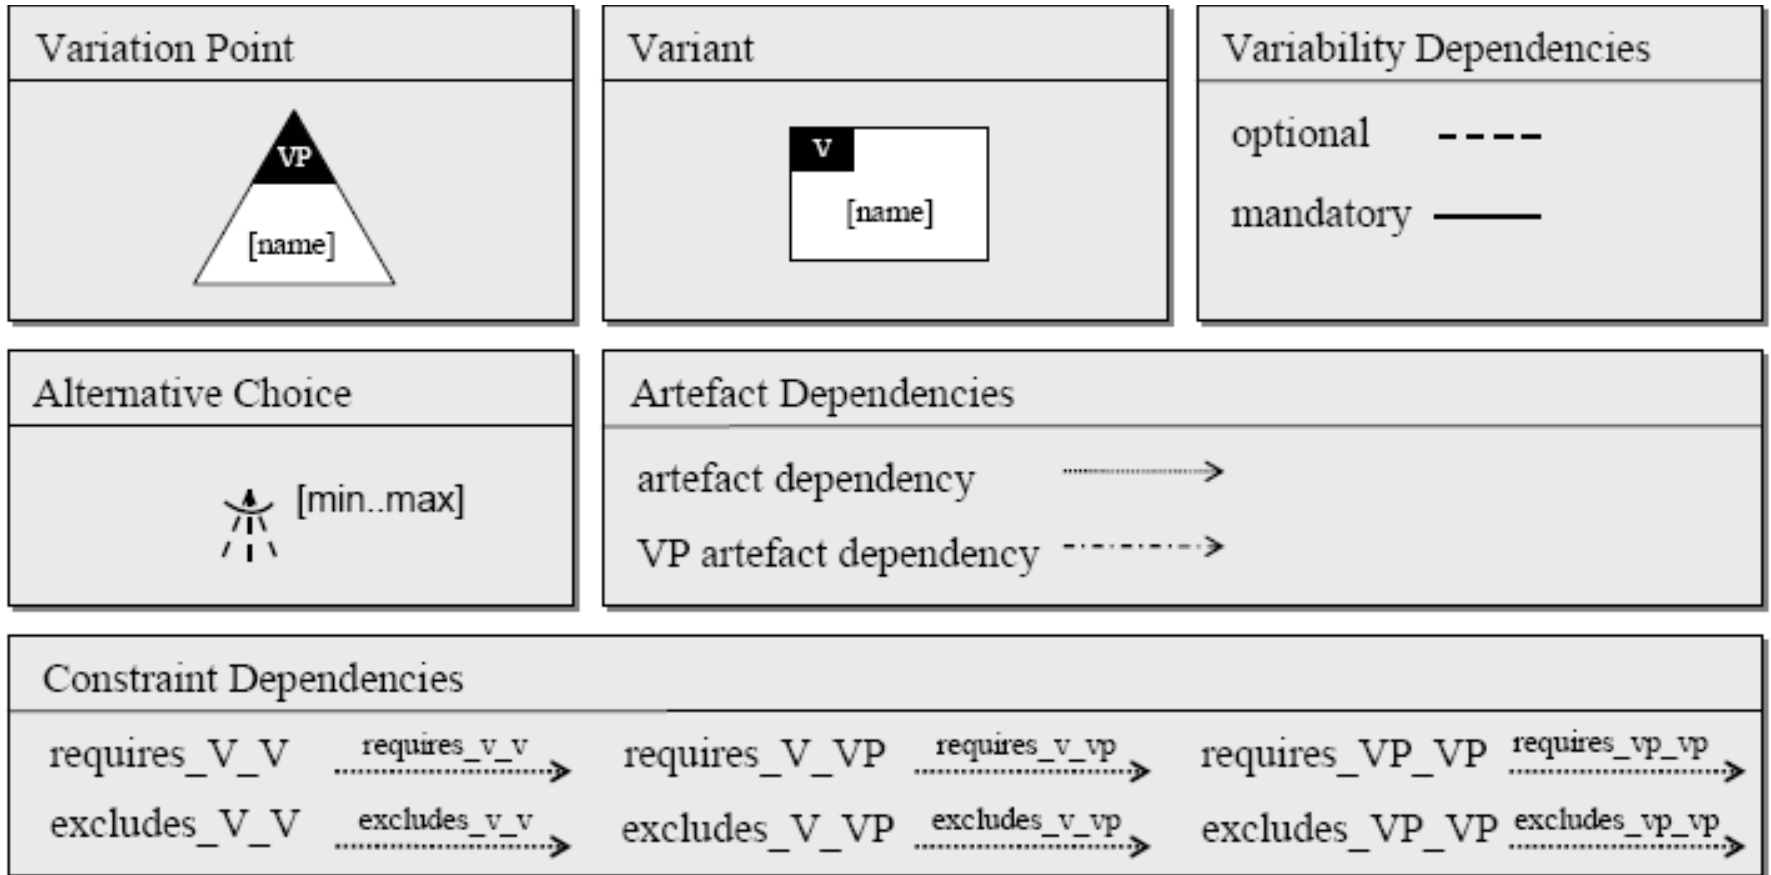 Variation Point
VP
[name]
Variant
V
[name]
Variability Dependencies
optional
mandatory
Alternative Choice
[min..max]
Artefact Dependencies
artefact dependency
VP artefact dependency
Constraint Dependencies
requires_V_V requires_v_v requires_V_VP requires_v_vp requires_VP_VP requires_vp_vp
excludes_V_V excludes_v_v excludes_V_VP excludes_v_vp excludes_VP_VP excludes_vp_vp